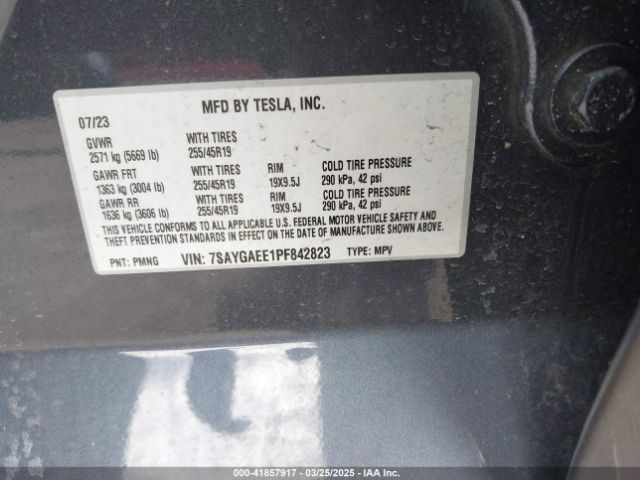 MFD BY TESLA, INC.
07/23
GVWR WITH TIRES
2571 kg (5669 lb) 255/45R19
GAWR FRT WITH TIRES RIM COLD TIRE PRESSURE
1363 kg (3004 lb) 255/45R19 19X9.5J 290 kPa, 42 psi
GAWR RR WITH TIRES RIM COLD TIRE PRESSURE
1636 kg (3606 lb) 255/45R19 19X9.5J 290 kPa, 42 psi
THIS VEHICLE CONFORMS TO ALL APPLICABLE U.S. FEDERAL MOTOR VEHICLE SAFETY AND
THEFT PREVENTION STANDARDS IN EFFECT ON THE DATE OF MANUFACTURE SHOWN ABOVE.
PNT: PMNG VIN: 7SAYGAEE1PF842823 TYPE: MPV
000-41857917 - 03/25/2025 - IAA Inc.